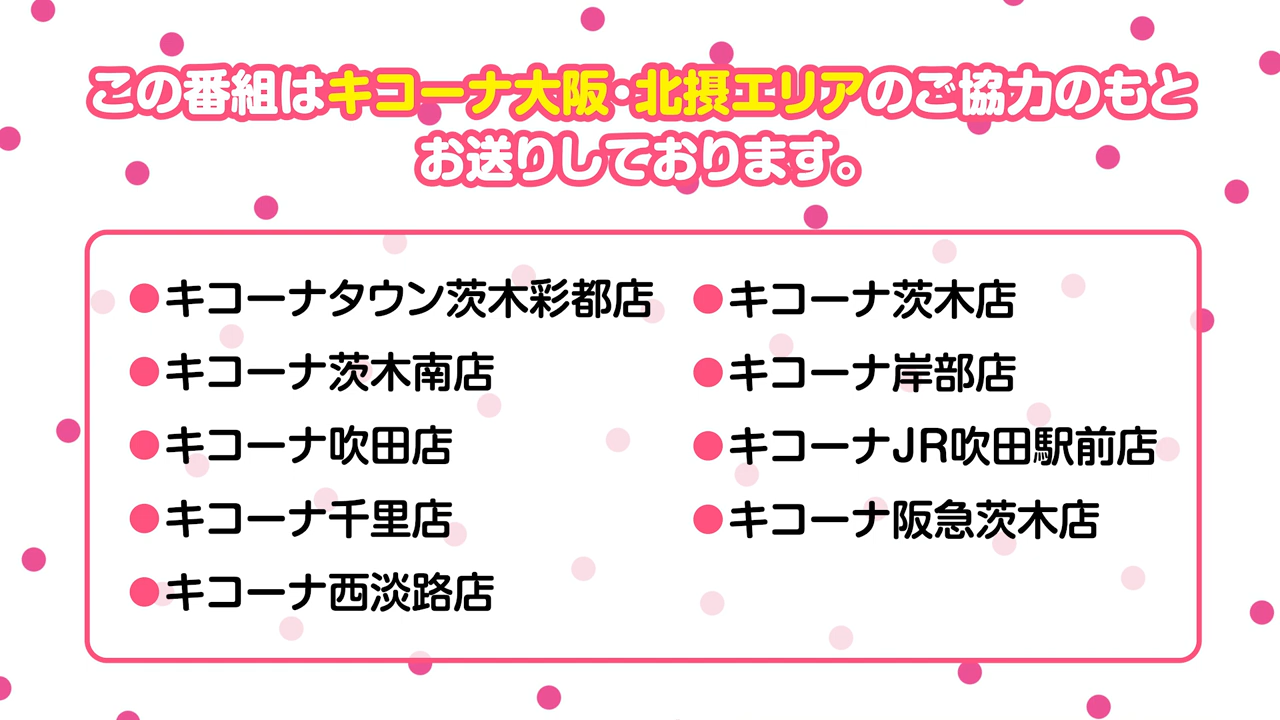 この番組はキコーナ大阪・北摂エリアのご協力のもと
お送りしております。
●キコーナタウン茨木彩都店
●キコーナ茨木南店
●キコーナ吹田店
●キコーナ千里店
●キコーナ西淡路店
●キコーナ茨木店
●キコーナ岸部店
●キコーナJR吹田駅前店
●キコーナ阪急茨木店